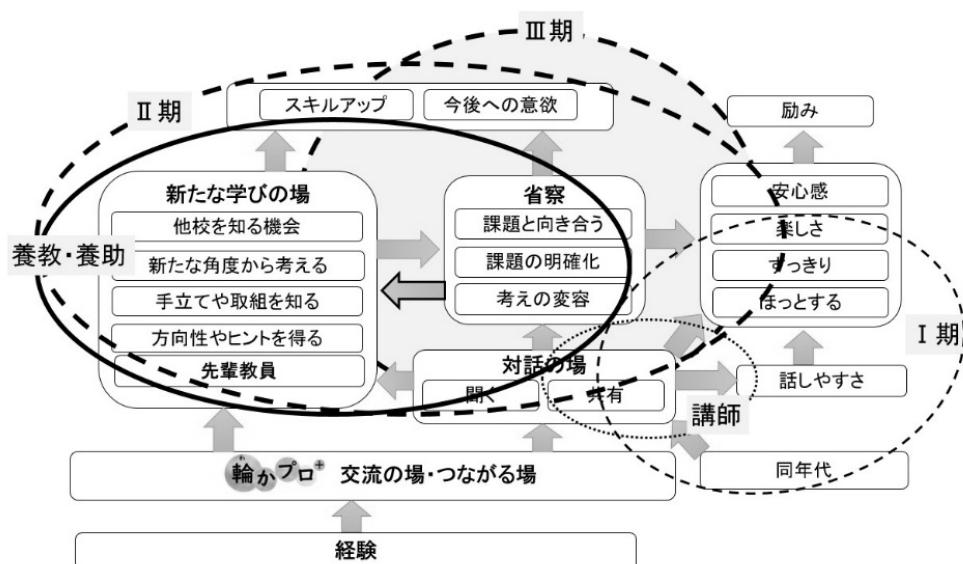 Ⅲ期
Ⅱ期
スキルアップ
今後への意欲
励み
新たな学びの場
他校を知る機会
新たな角度から考える
手立てや取組を知る
方向性やヒントを得る
先輩教員
養教・養助
省察
課題と向き合う
課題の明確化
考えの変容
安心感
楽しさ
すっきり
ほっとする
Ⅰ期
対話の場
聞く
共有
話しやすさ
講師
同年代
わ
輪かプロ+ 交流の場・つながる場
経験